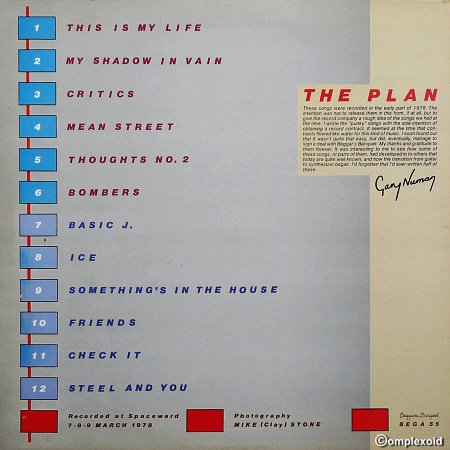 1 THIS IS MY LIFE
2 MY SHADOW IN VAIN
3 CRITICS
4 MEAN STREET
5 THOUGHTS NO. 2
6 BOMBERS
7 BASIC J.
8 ICE
9 SOMETHING'S IN THE HOUSE
10 FRIENDS
11 CHECK IT
12 STEEL AND YOU
THE PLAN
These songs were recorded in the early part of 1978. The
intention was not to release them in this form, if at all, but to
give the record company a rough idea of the songs we had at
the time. I wrote the "punky" songs with the sole intention of
obtaining a record contract. It seemed at the time that con-
tracts flowed like water for this kind of music. I soon found out
that it wasn't quite that easy, but did, eventually, manage to
sign a deal with Beggar's Banquet. My thanks and gratitude to
them forever. It was interesting to me to see how some of
these songs, or parts of them, had developed in to others that
today are quite well known, and how the transition from guitar
to synthesizer began. I'd forgotten that I'd ever written half of
these.
Gary Numan
Recorded at Spaceward
7-8-9 MARCH 1978
Photography
MIKE (Clay) STONE
Beggars Banquet
BEGA 55
©omplexoid